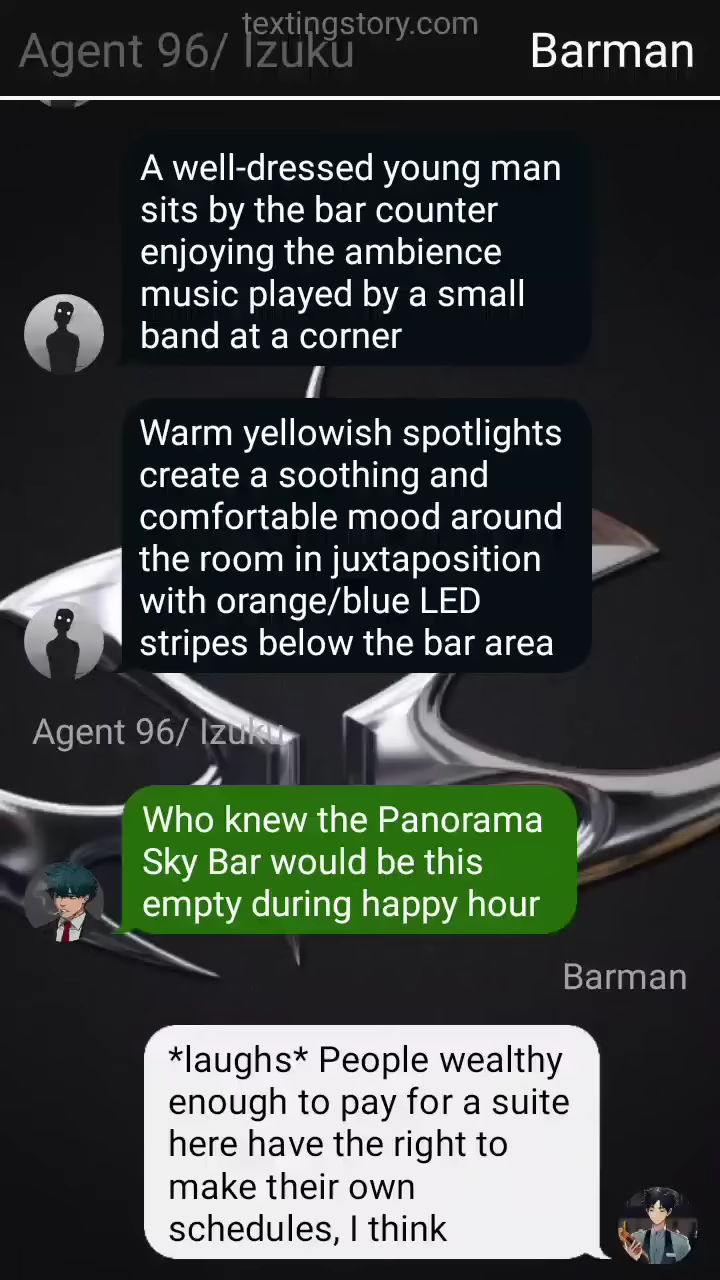 textingstory.com
Agent 96/ Izuku
Barman
A well-dressed young man
sits by the bar counter
enjoying the ambience
music played by a small
band at a corner
Warm yellowish spotlights
create a soothing and
comfortable mood around
the room in juxtaposition
with orange/blue LED
stripes below the bar area
Agent 96/ Izuku
Who knew the Panorama
Sky Bar would be this
empty during happy hour
Barman
*laughs* People wealthy
enough to pay for a suite
here have the right to
make their own
schedules, I think